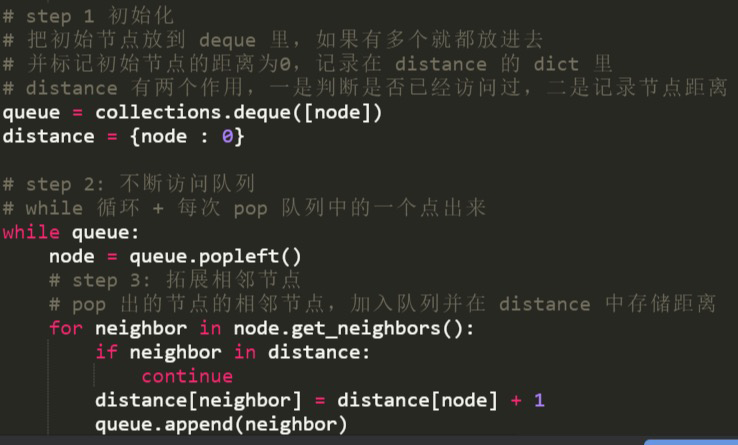 # step 1 初始化
# 把初始节点放到 deque 里，如果有多个就都放进去
# 并标记初始节点的距离为0，记录在 distance 的 dict 里
# distance 有两个作用，一是判断是否已经访问过，二是记录节点距离
queue = collections.deque([node])
distance = {node : 0}
# step 2: 不断访问队列
# while 循环 + 每次 pop 队列中的一个点出来
while queue:
    node = queue.popleft()
    # step 3: 拓展相邻节点
    # pop 出的节点的相邻节点，加入队列并在 distance 中存储距离
    for neighbor in node.get_neighbors():
        if neighbor in distance:
            continue
        distance[neighbor] = distance[node] + 1
        queue.append(neighbor)